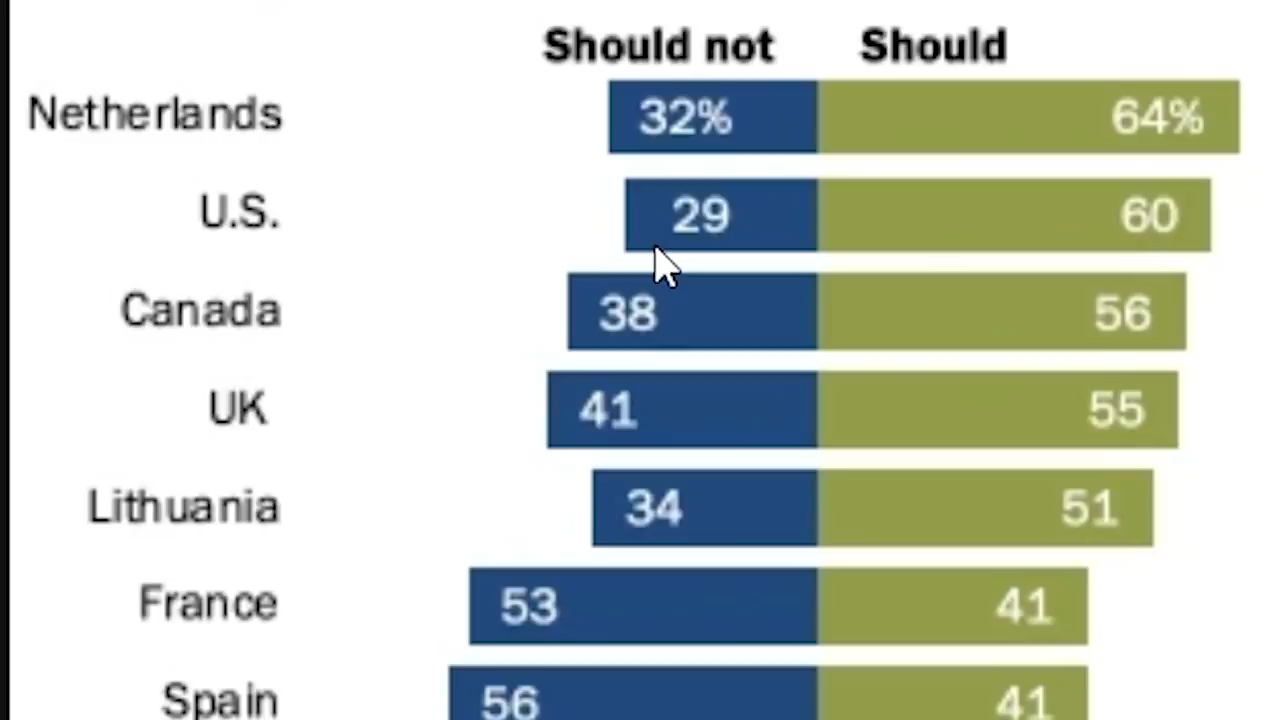 Should not Should
Netherlands 32% 64%
U.S. 29 60
Canada 38 56
UK 41 55
Lithuania 34 51
France 53 41
Spain 56 41